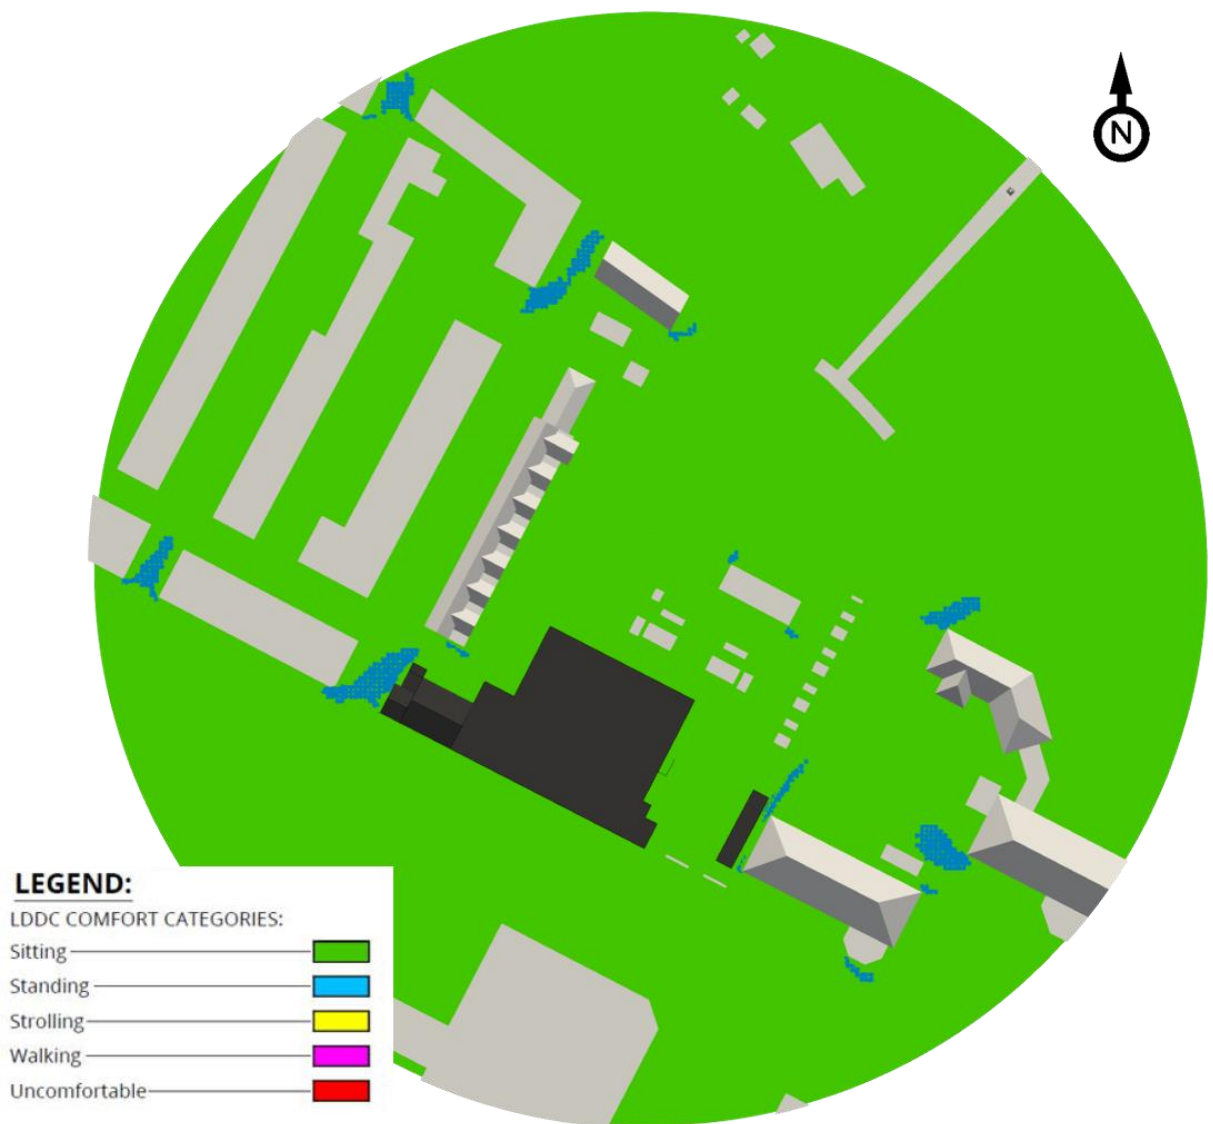 N
LEGEND:
LDDC COMFORT CATEGORIES:
Sitting
Standing
Strolling
Walking
Uncomfortable